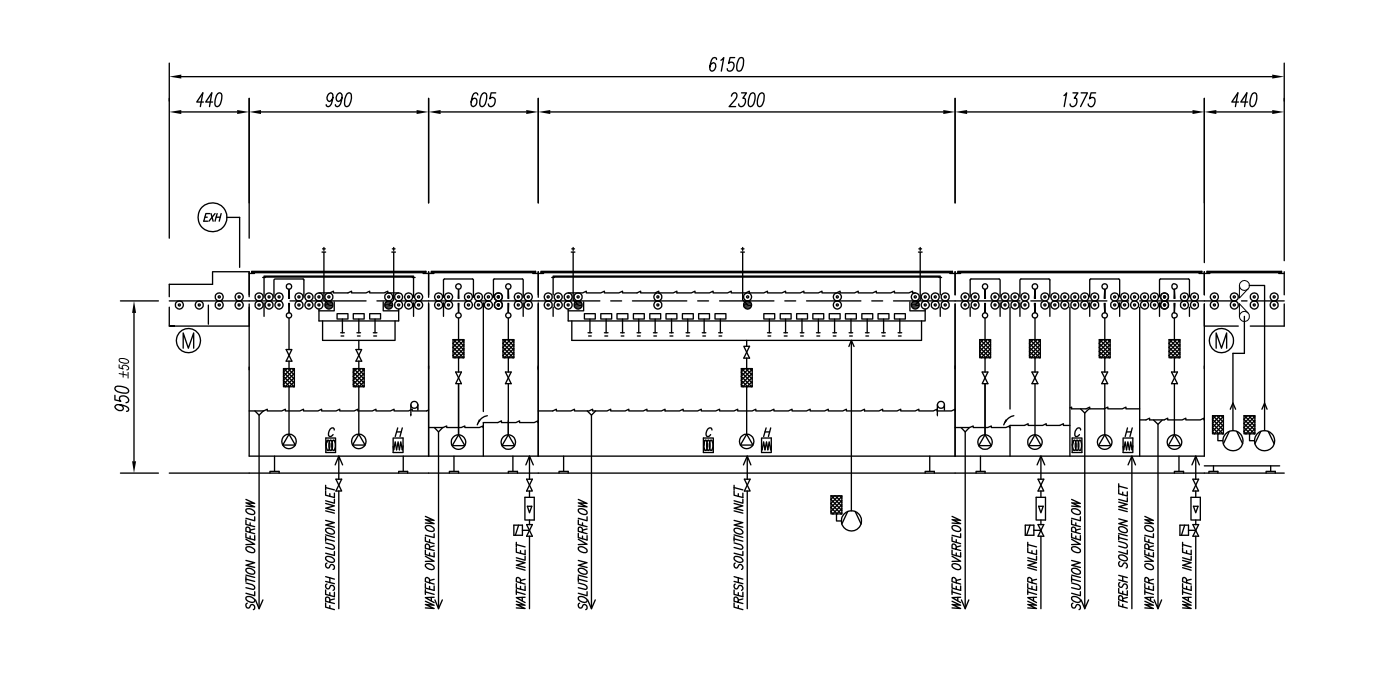 6150
440 990 605 2300 1375 440
EXH
M M
950 ±50
C H C H C H
SOLUTION OVERFLOW
FRESH SOLUTION INLET
WATER OVERFLOW
WATER INLET
SOLUTION OVERFLOW
FRESH SOLUTION INLET
WATER OVERFLOW
WATER INLET
SOLUTION OVERFLOW
FRESH SOLUTION INLET
WATER OVERFLOW
WATER INLET